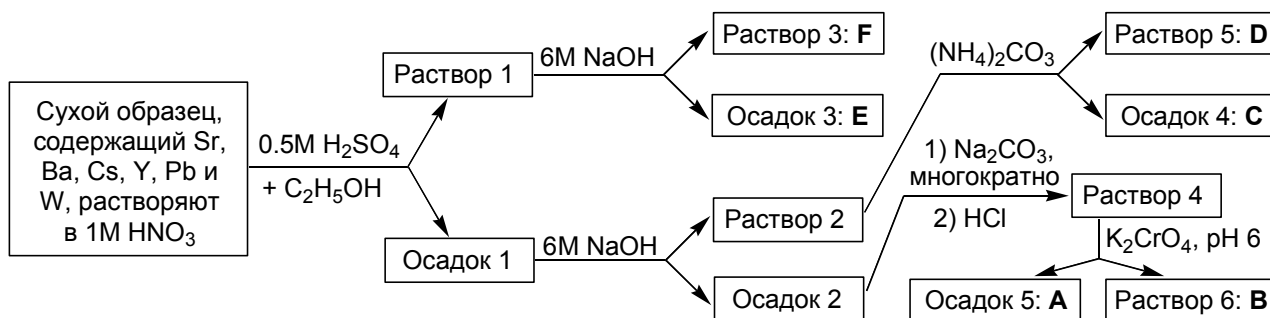 Сухой образец,
содержащий Sr,
Ba, Cs, Y, Pb и
W, растворяют
в 1M HNO3
0.5M H2SO4
+ C2H5OH
Раствор 1
Осадок 1
6M NaOH
6M NaOH
Раствор 3: F
Осадок 3: E
Раствор 2
Осадок 2
(NH4)2CO3
1) Na2CO3,
многократно
2) HCl
Раствор 5: D
Осадок 4: C
Раствор 4
K2CrO4, pH 6
Осадок 5: A
Раствор 6: B